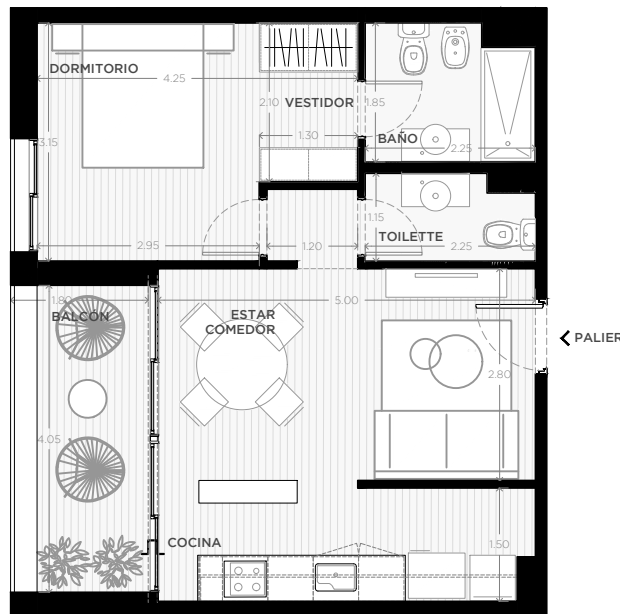 DORMITORIO
4.25
2.10
VESTIDOR
1.85
1.30
BAÑO
2.25
3.15
1.15
2.95
1.20
TOILETTE
2.25
1.80
BALCÓN
5.00
ESTAR
COMEDOR
PALIER
2.80
4.05
COCINA
1.50